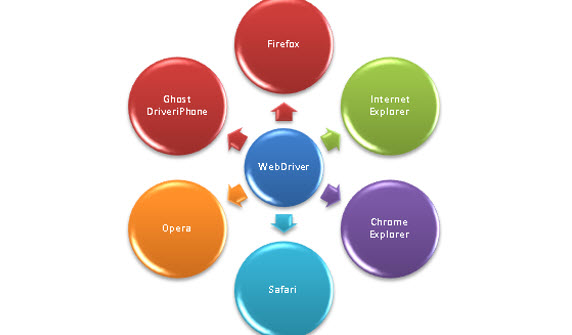 Firefox
Ghost
DriveriPhone
Internet
Explorer
WebDriver
Opera
Chrome
Explorer
Safari